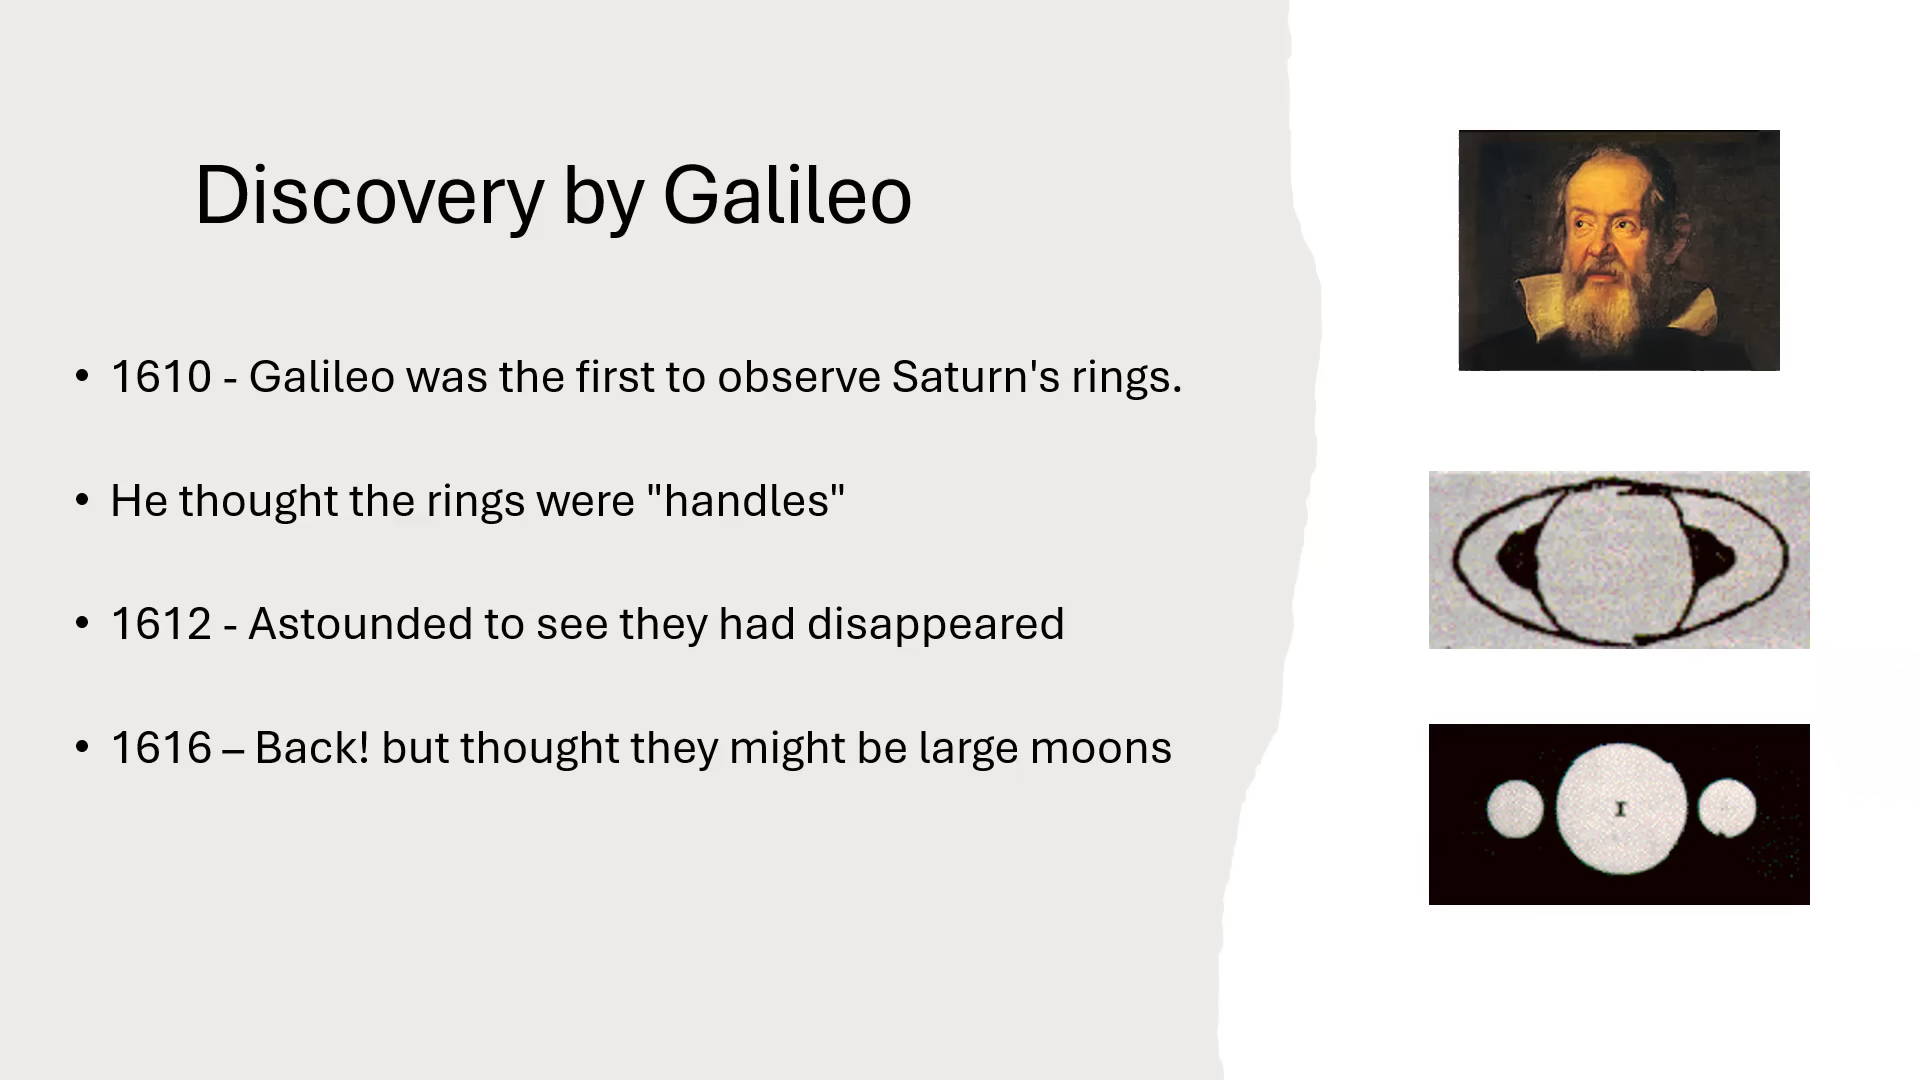 Discovery by Galileo
• 1610 - Galileo was the first to observe Saturn's rings.
• He thought the rings were "handles"
• 1612 - Astounded to see they had disappeared
• 1616 – Back! but thought they might be large moons
I